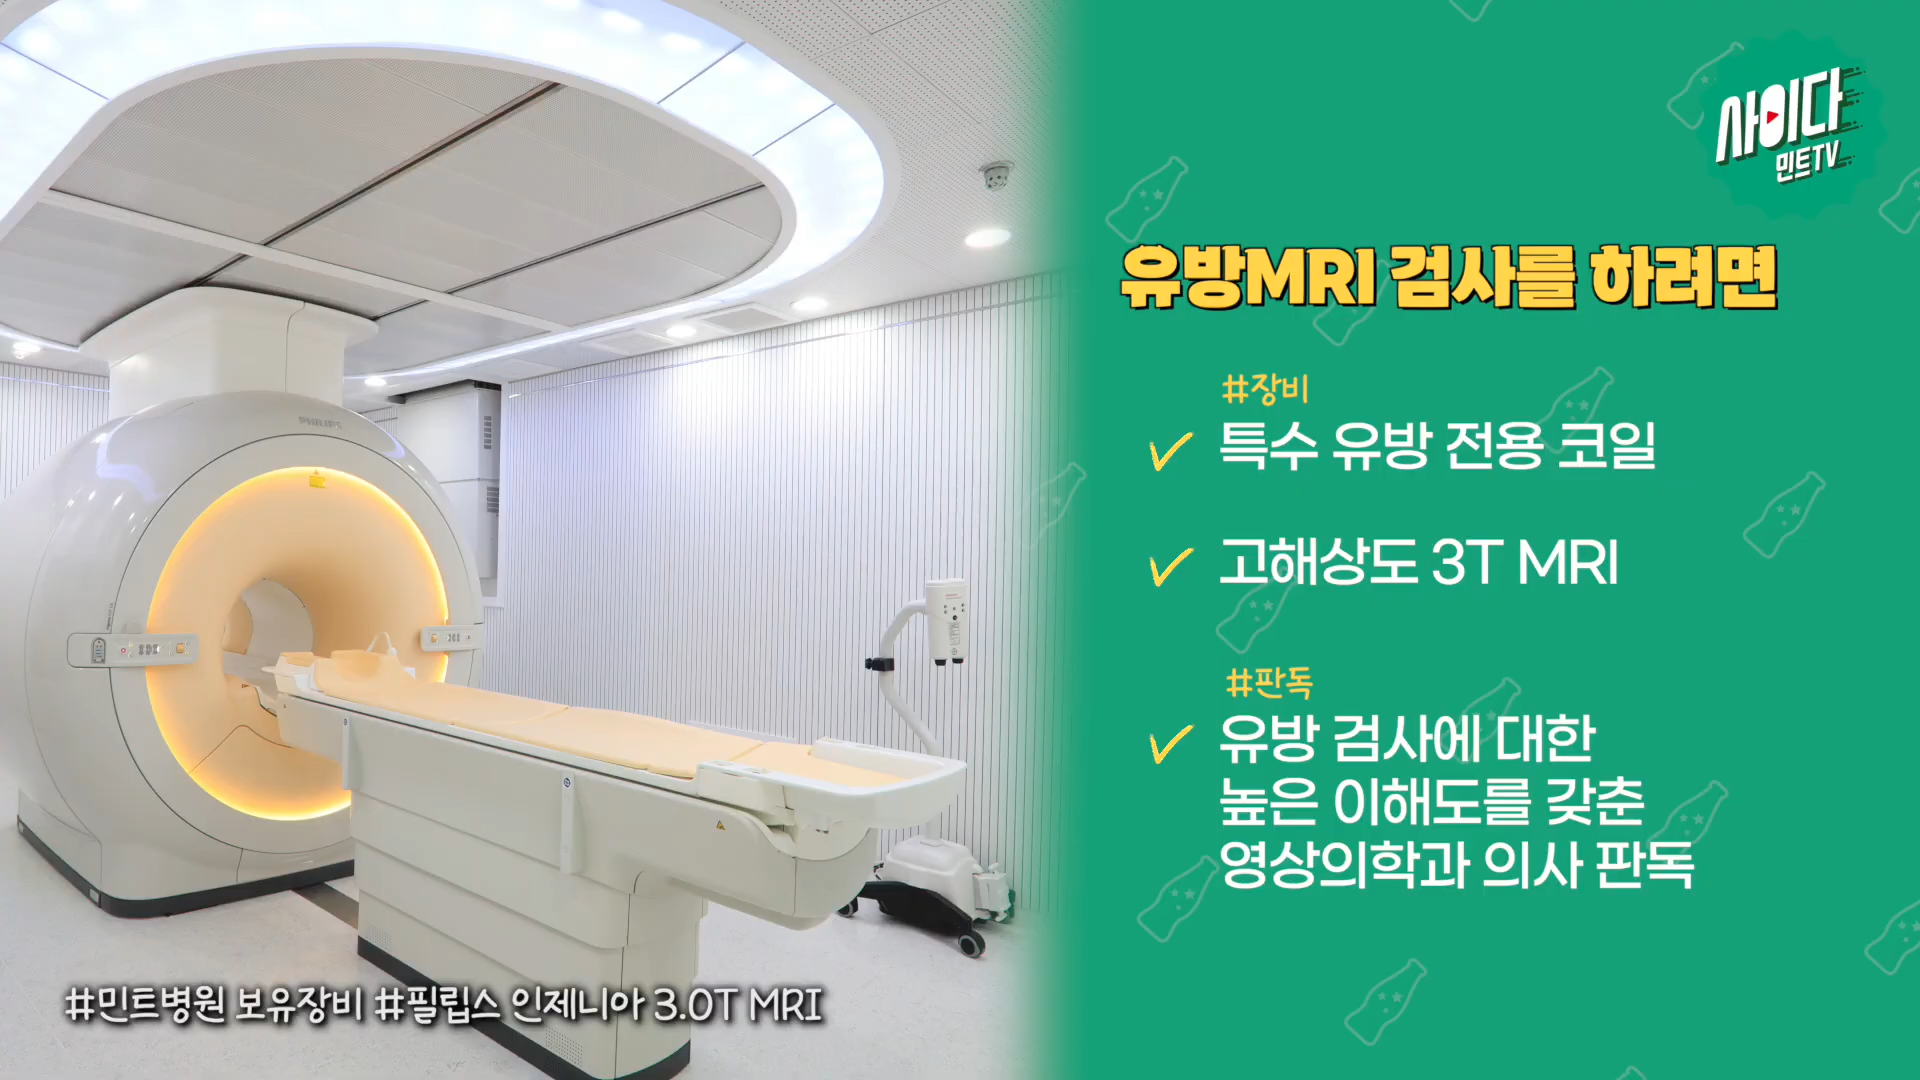 사이다
민트TV
유방MRI 검사를 하려면
#장비
특수 유방 전용 코일
고해상도 3T MRI
#판독
유방 검사에 대한
높은 이해도를 갖춘
영상의학과 의사 판독
PHILIPS
#민트병원 보유장비 #필립스 인제니아 3.0T MRI